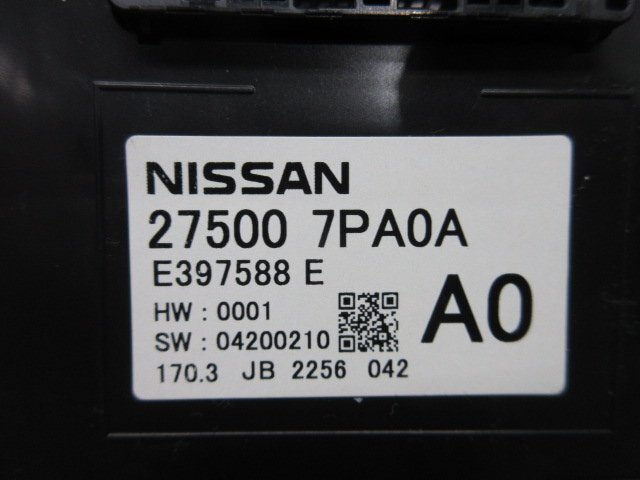 NISSAN
27500 7PA0A
E397588 E
HW : 0001
SW : 04200210
A0
170.3 JB 2256 042